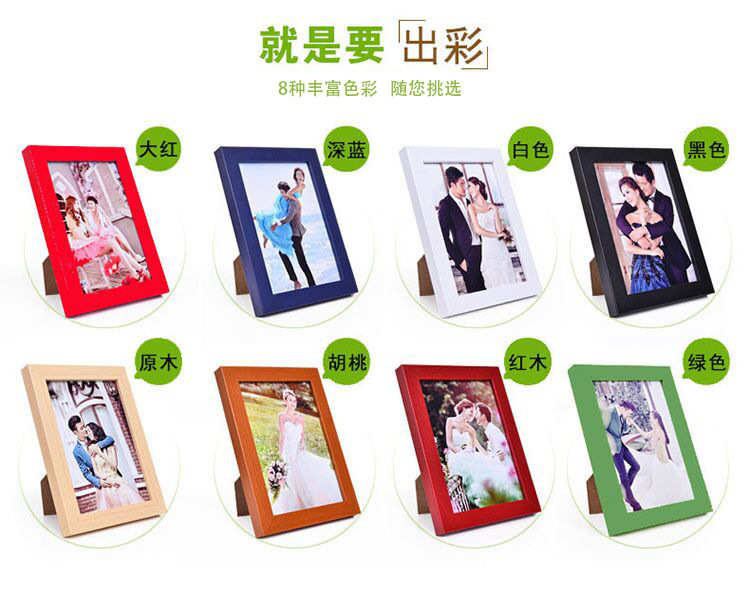 就是要 出彩
8种丰富色彩 随您挑选
大红
深蓝
白色
黑色
原木
胡桃
红木
绿色